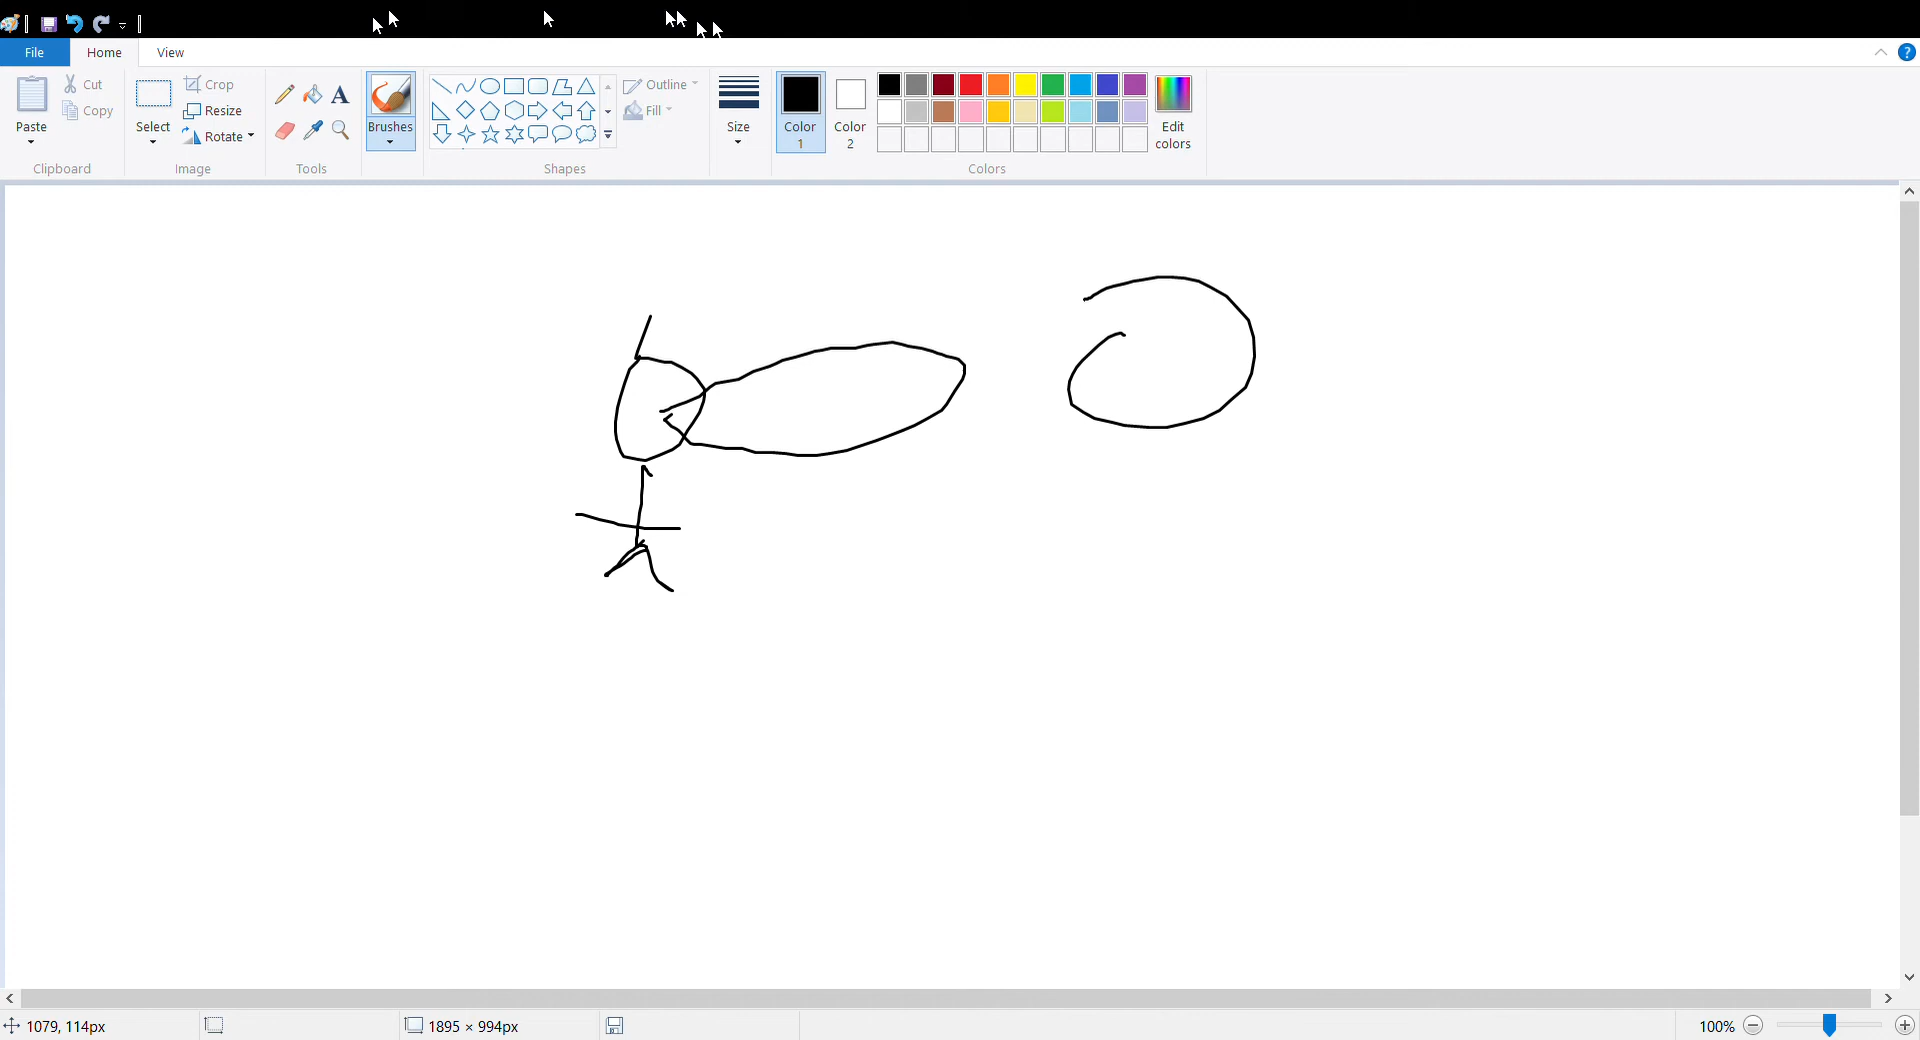 File Home View
Paste Cut Copy Clipboard
Select Crop Resize Rotate Image
A Tools
Brushes
Shapes Outline Fill
Size
Color 1 Color 2 Edit colors Colors
1079, 114px 1895 × 994px 100%